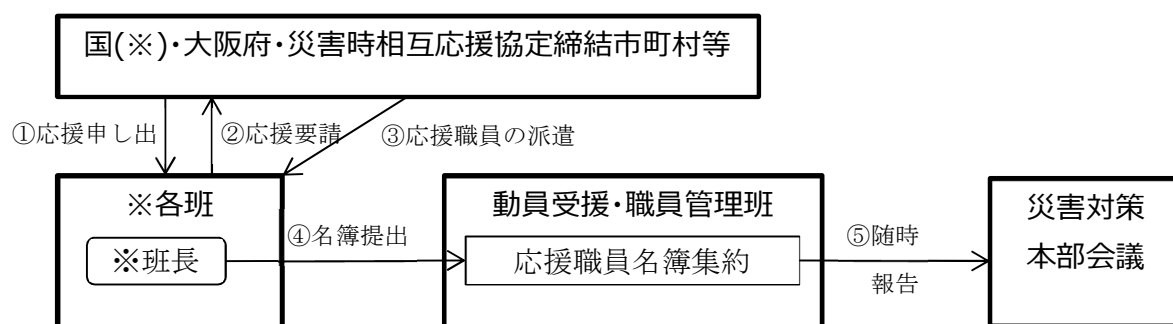 国(※)・大阪府・災害時相互応援協定締結市町村等
①応援申し出
②応援要請
③応援職員の派遣
※各班
※班長
④名簿提出
動員受援・職員管理班
応援職員名簿集約
⑤随時
報告
災害対策
本部会議